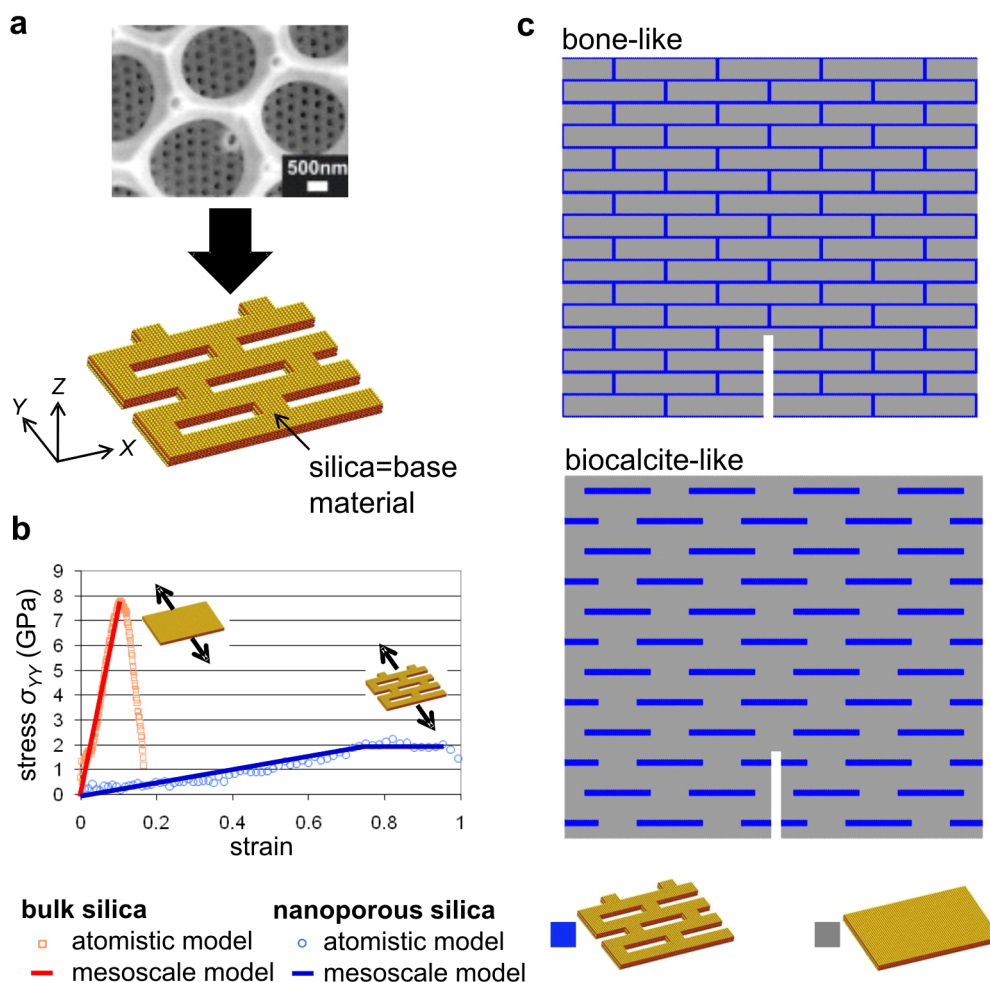 a
500nm
Z
Y
X
silica=base
material
b
stress σYY (GPa)
9
8
7
6
5
4
3
2
1
0
0
0.2
0.4
0.6
0.8
1
strain
bulk silica
atomistic model
mesoscale model
nanoporous silica
atomistic model
mesoscale model
c
bone-like
biocalcite-like